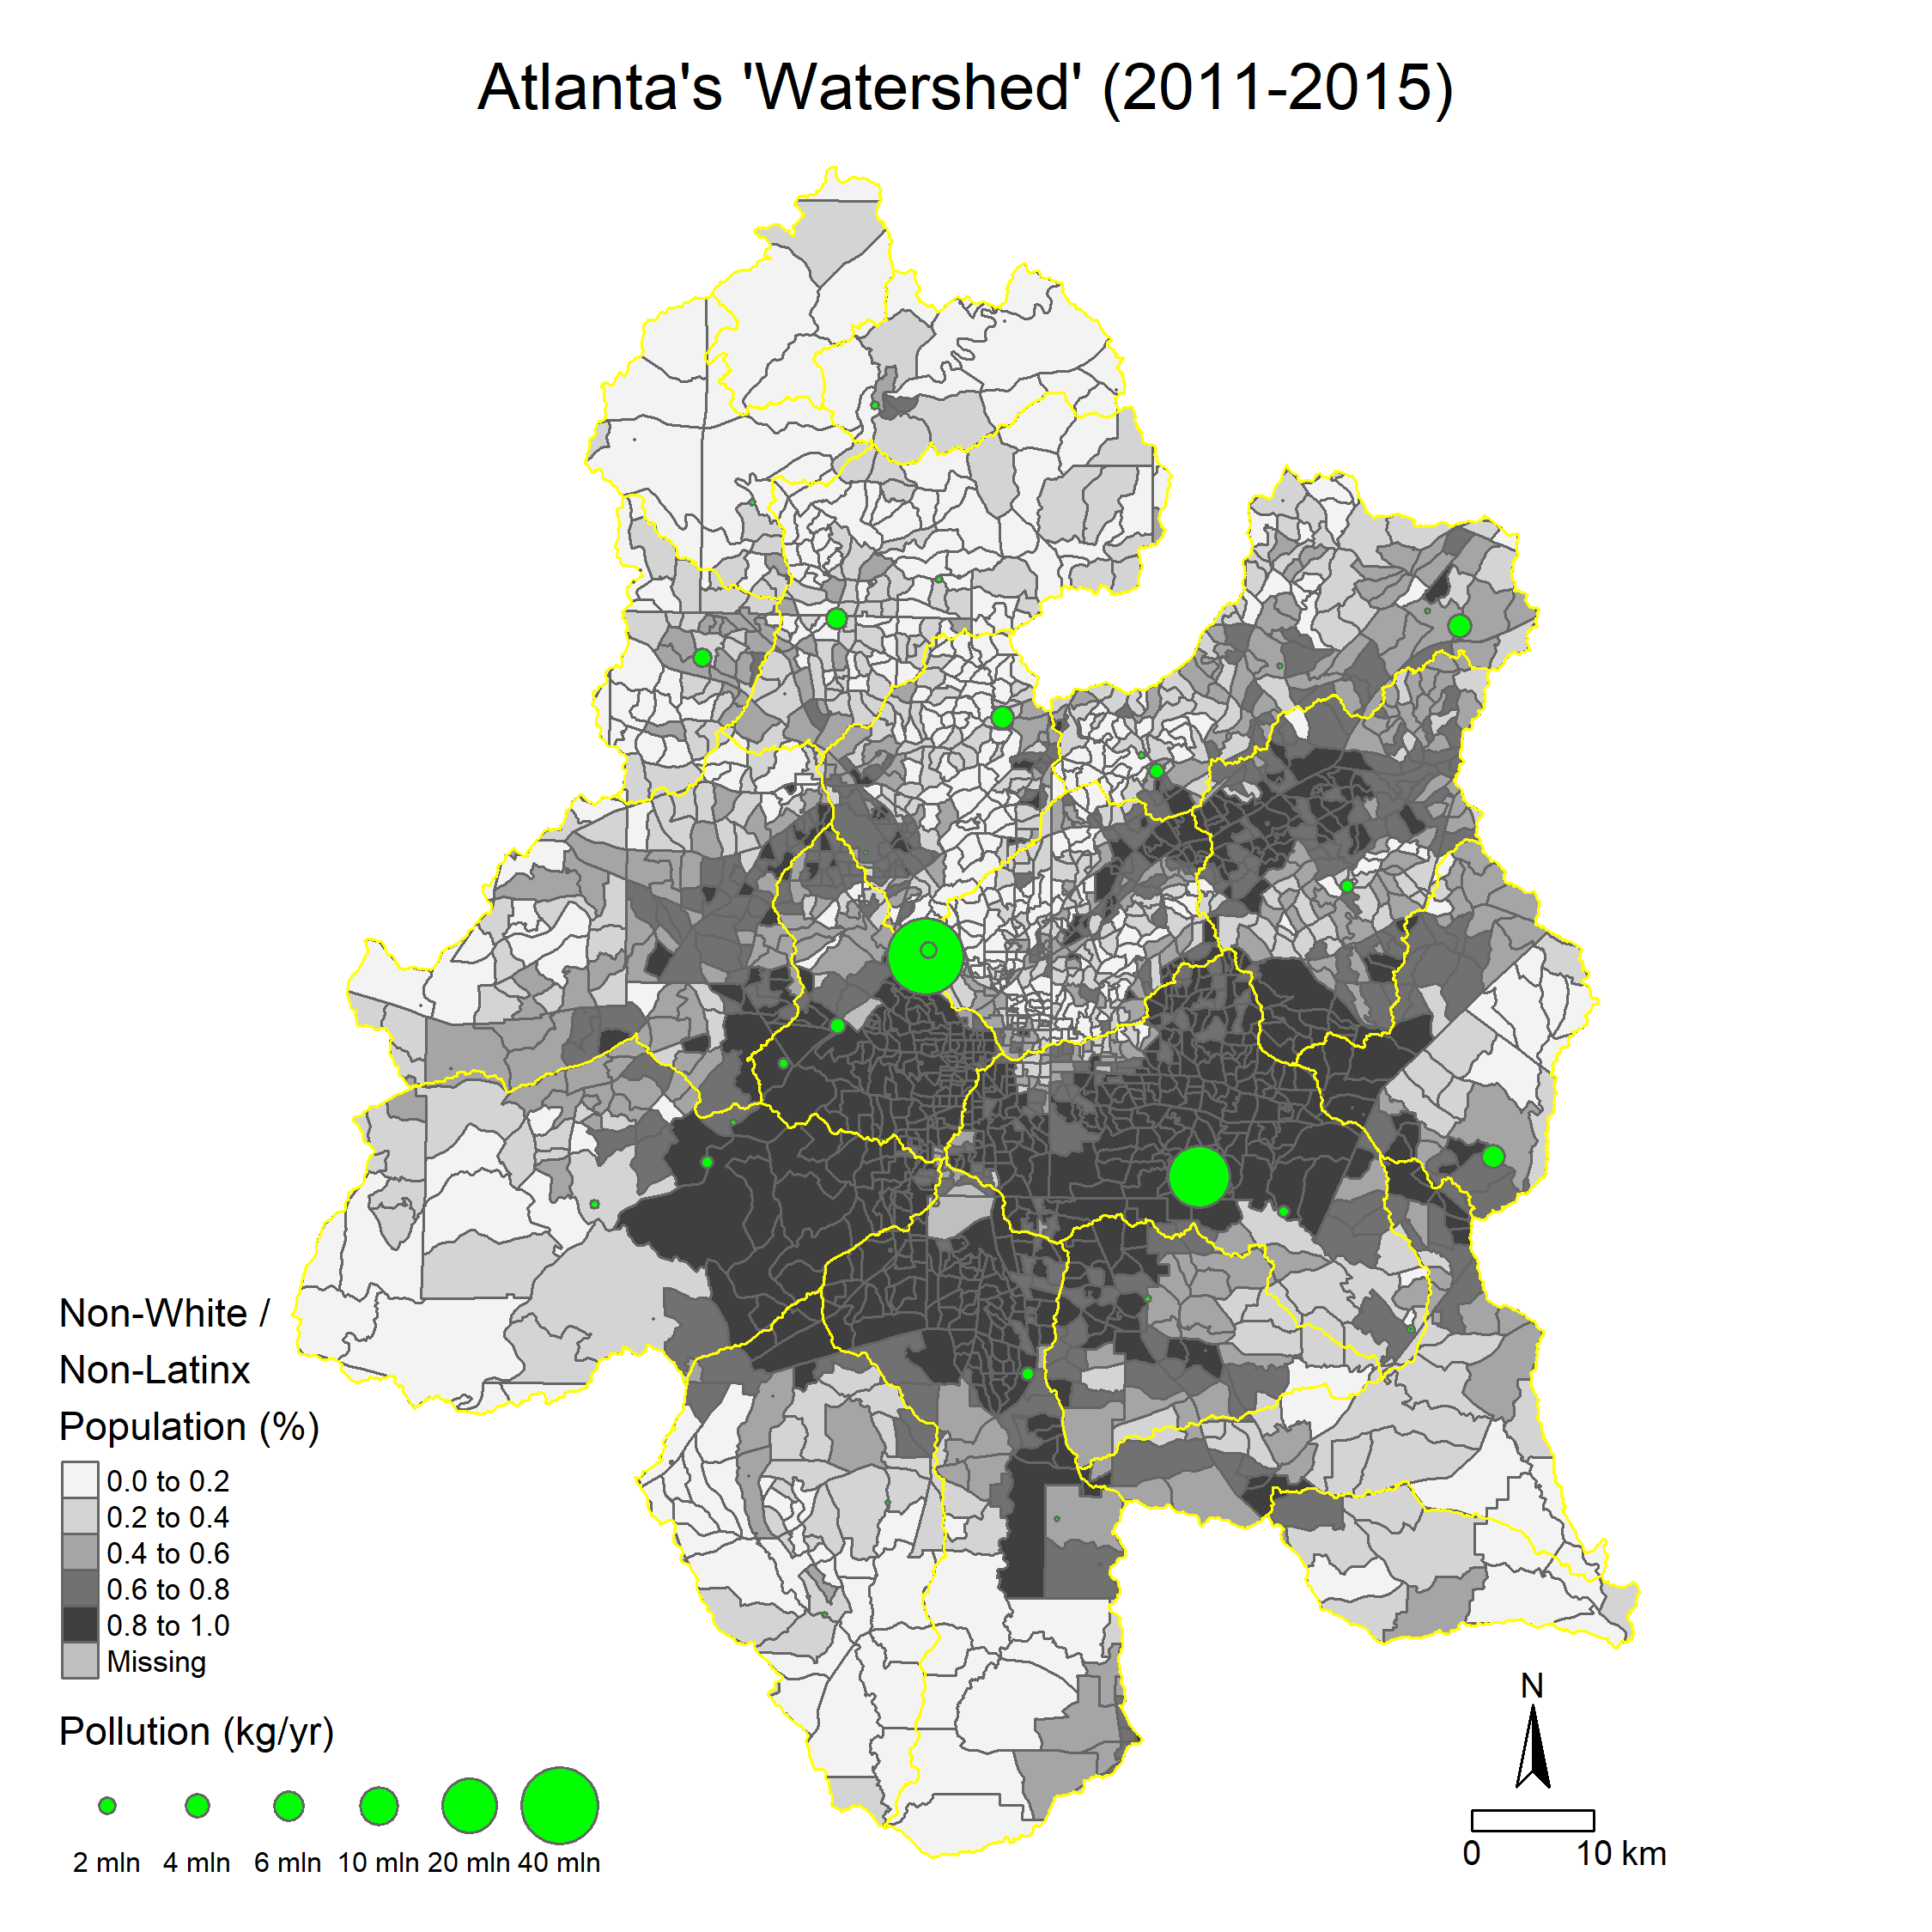 Atlanta's 'Watershed' (2011-2015)
Non-White /
Non-Latinx
Population (%)
0.0 to 0.2
0.2 to 0.4
0.4 to 0.6
0.6 to 0.8
0.8 to 1.0
Missing
Pollution (kg/yr)
2 mln 4 mln 6 mln 10 mln 20 mln 40 mln
N
0 10 km